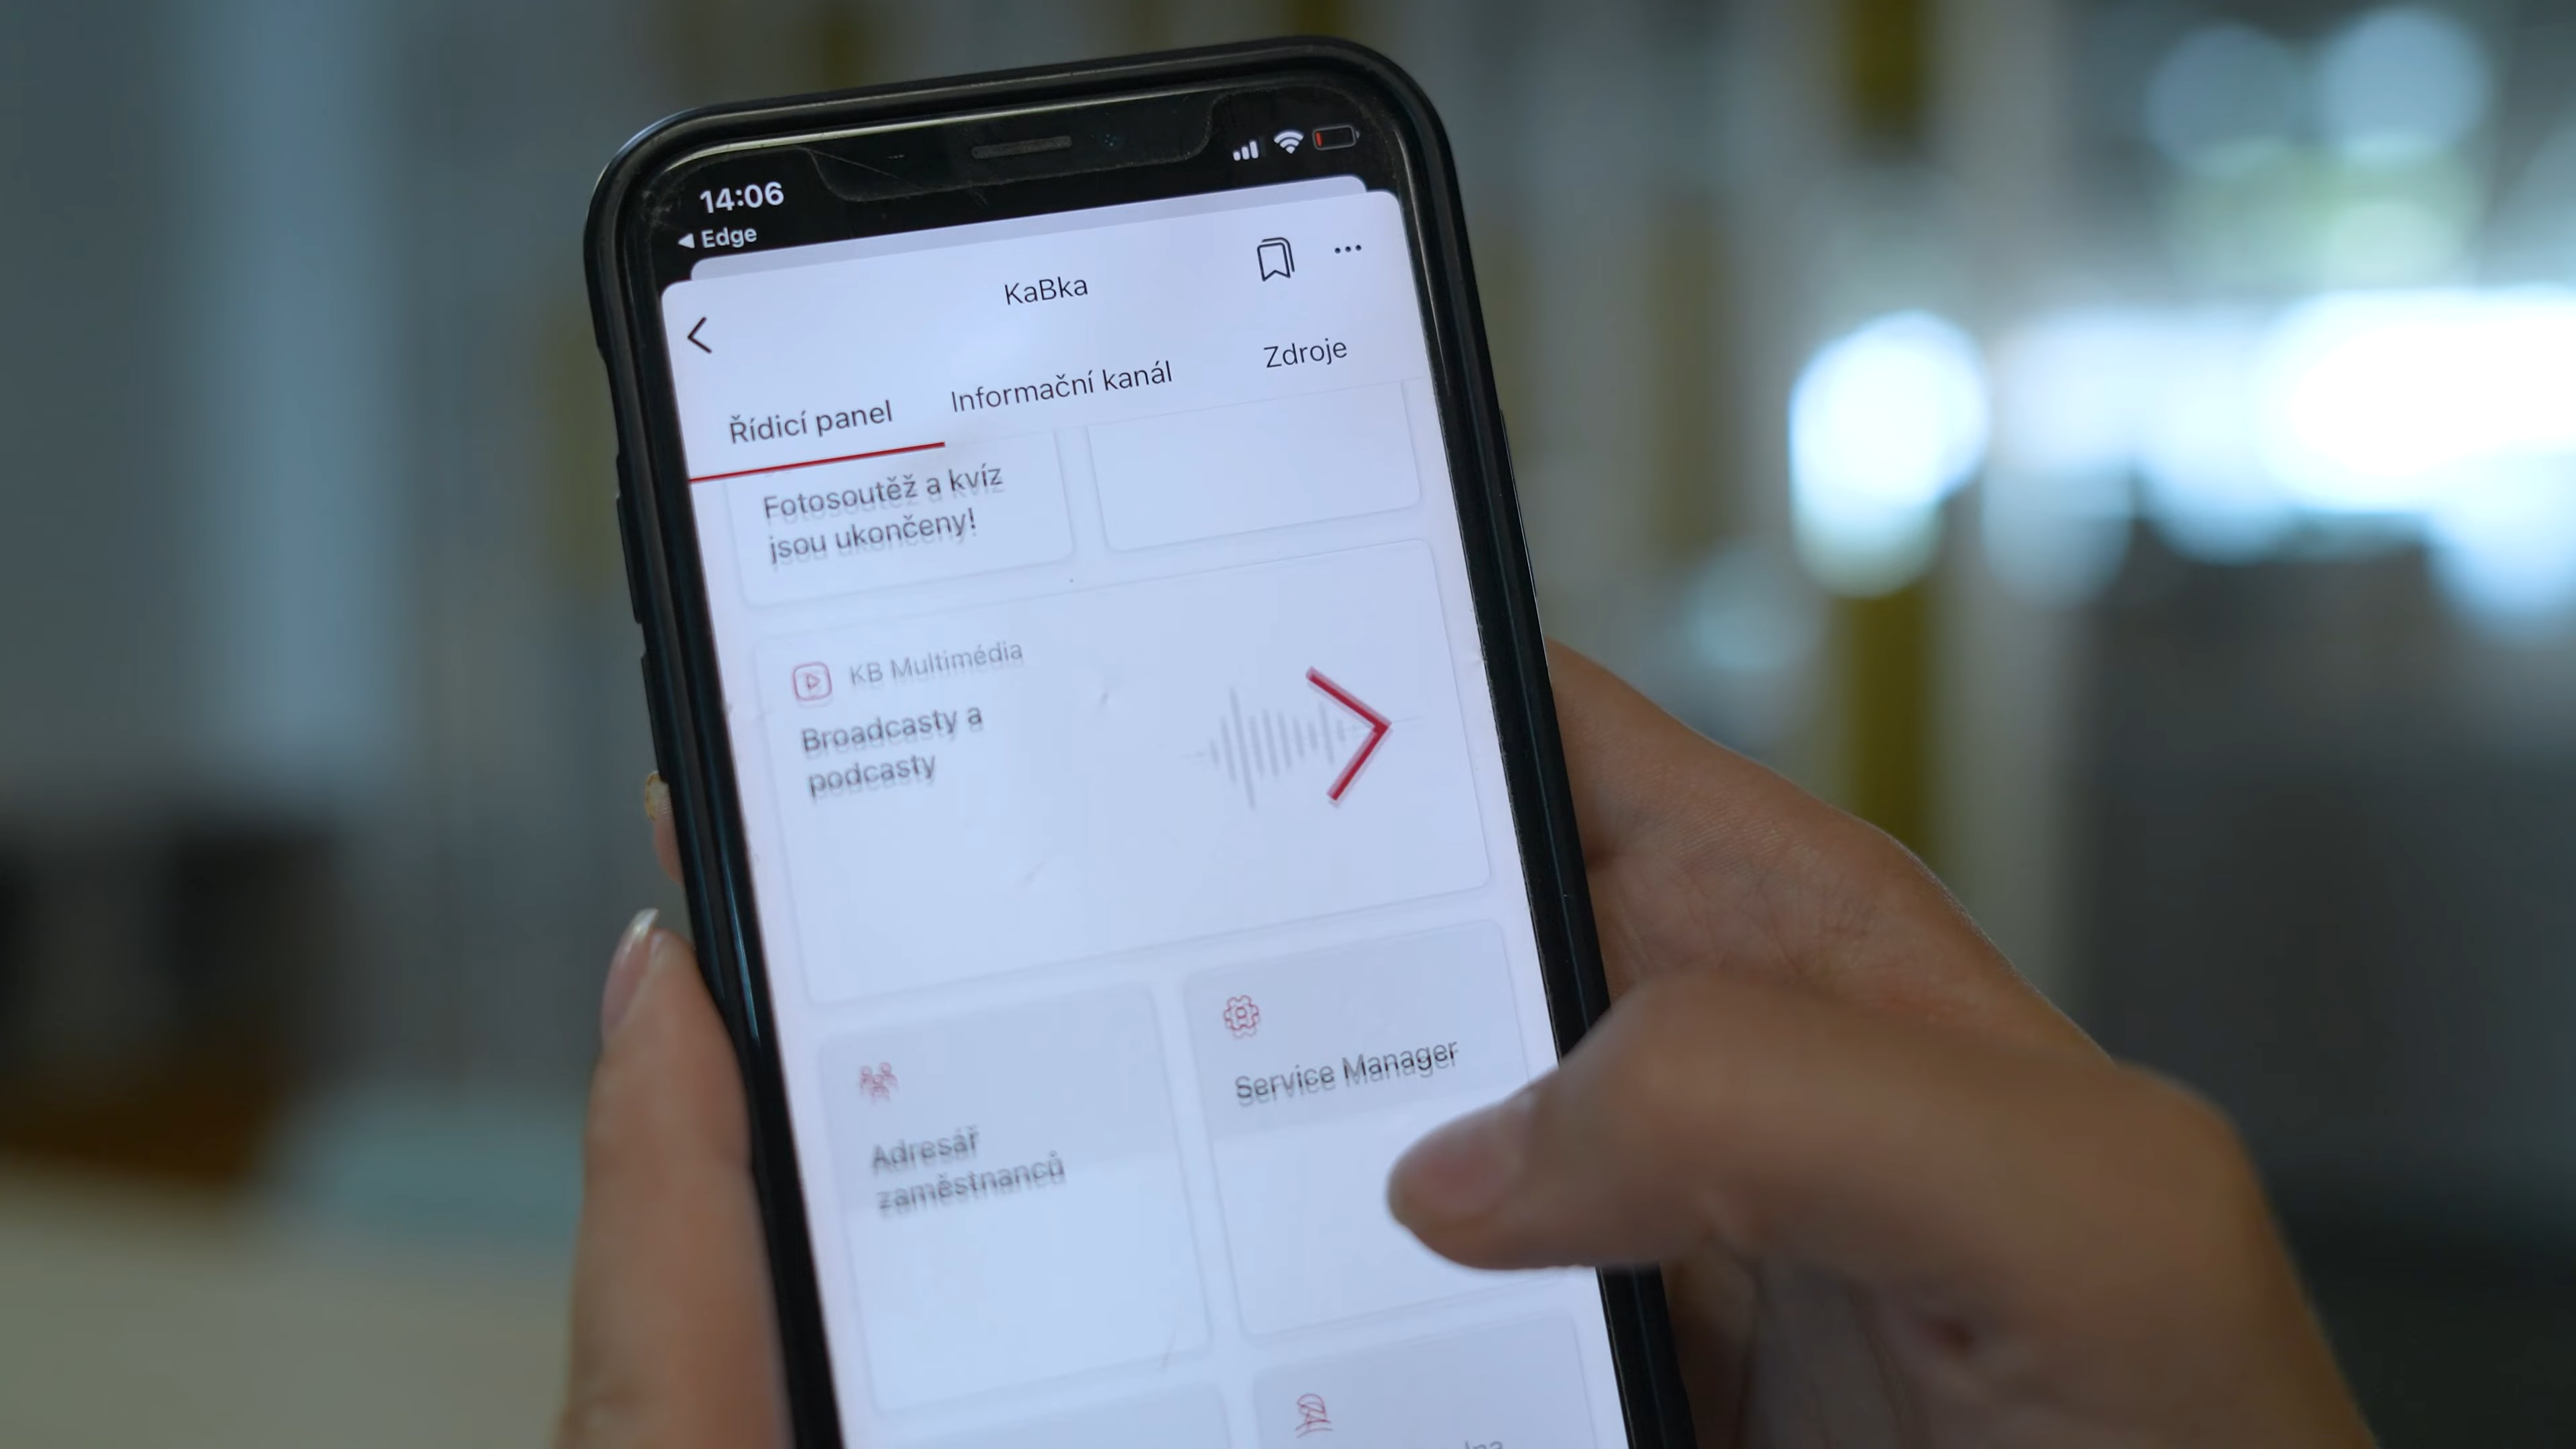 14:06
◀ Edge
KaBka
Řídicí panel
Informační kanál
Zdroje
Fotosoutěž a kvíz
jsou ukončeny!
KB Multimédia
Broadcasty a
podcasty
Service Manager
Adresář
zaměstnanců